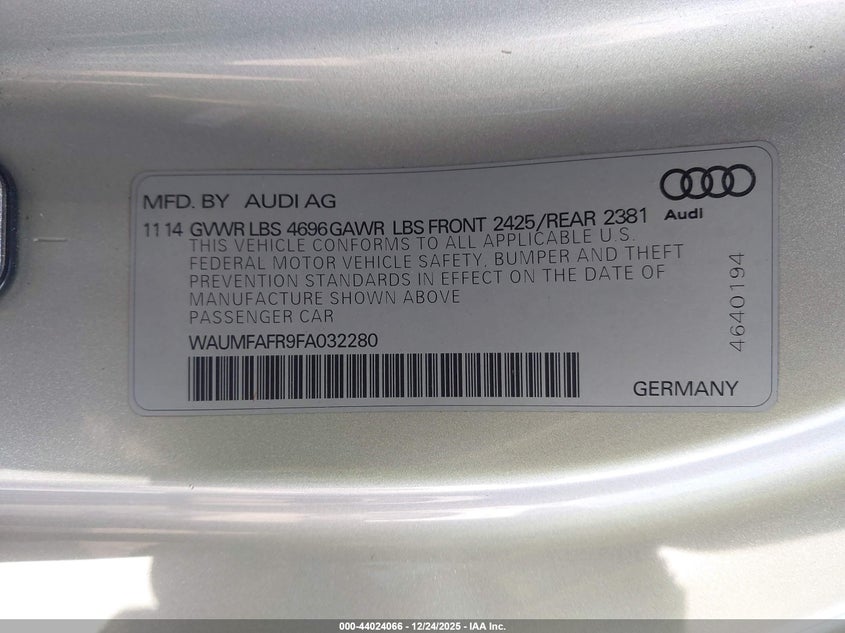 MFD. BY AUDI AG
Audi
11 14 GVWR LBS 4696 GAWR LBS FRONT 2425/REAR 2381
THIS VEHICLE CONFORMS TO ALL APPLICABLE U.S.
FEDERAL MOTOR VEHICLE SAFETY, BUMPER AND THEFT
PREVENTION STANDARDS IN EFFECT ON THE DATE OF
MANUFACTURE SHOWN ABOVE
PASSENGER CAR
WAUMFAFR9FA032280
GERMANY
4640194
000-44024066 - 12/24/2025 - IAA Inc.